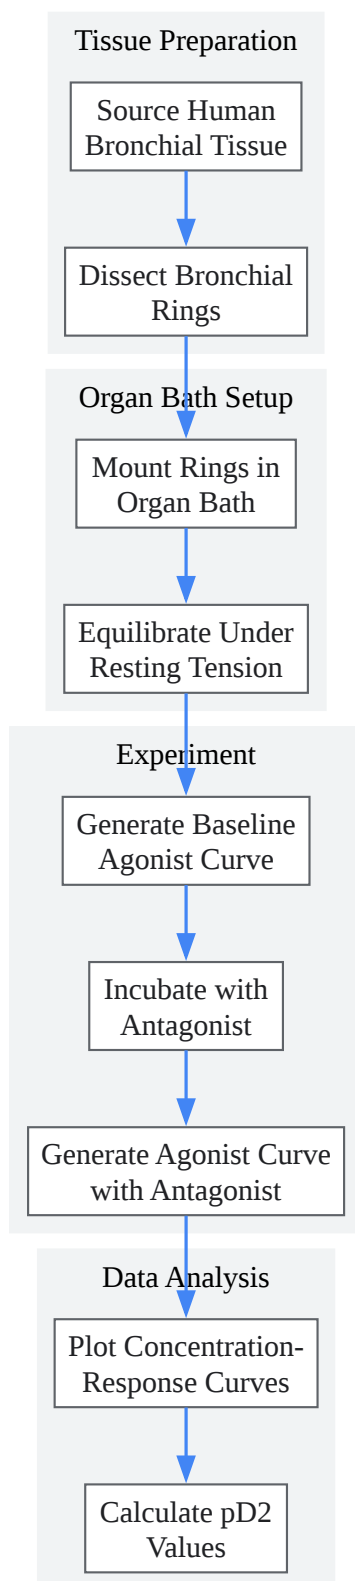 Tissue Preparation
Source Human
Bronchial Tissue
Dissect Bronchial
Rings
Organ Bath Setup
Mount Rings in
Organ Bath
Equilibrate Under
Resting Tension
Experiment
Generate Baseline
Agonist Curve
Incubate with
Antagonist
Generate Agonist Curve
with Antagonist
Data Analysis
Plot Concentration-
Response Curves
Calculate pD2
Values